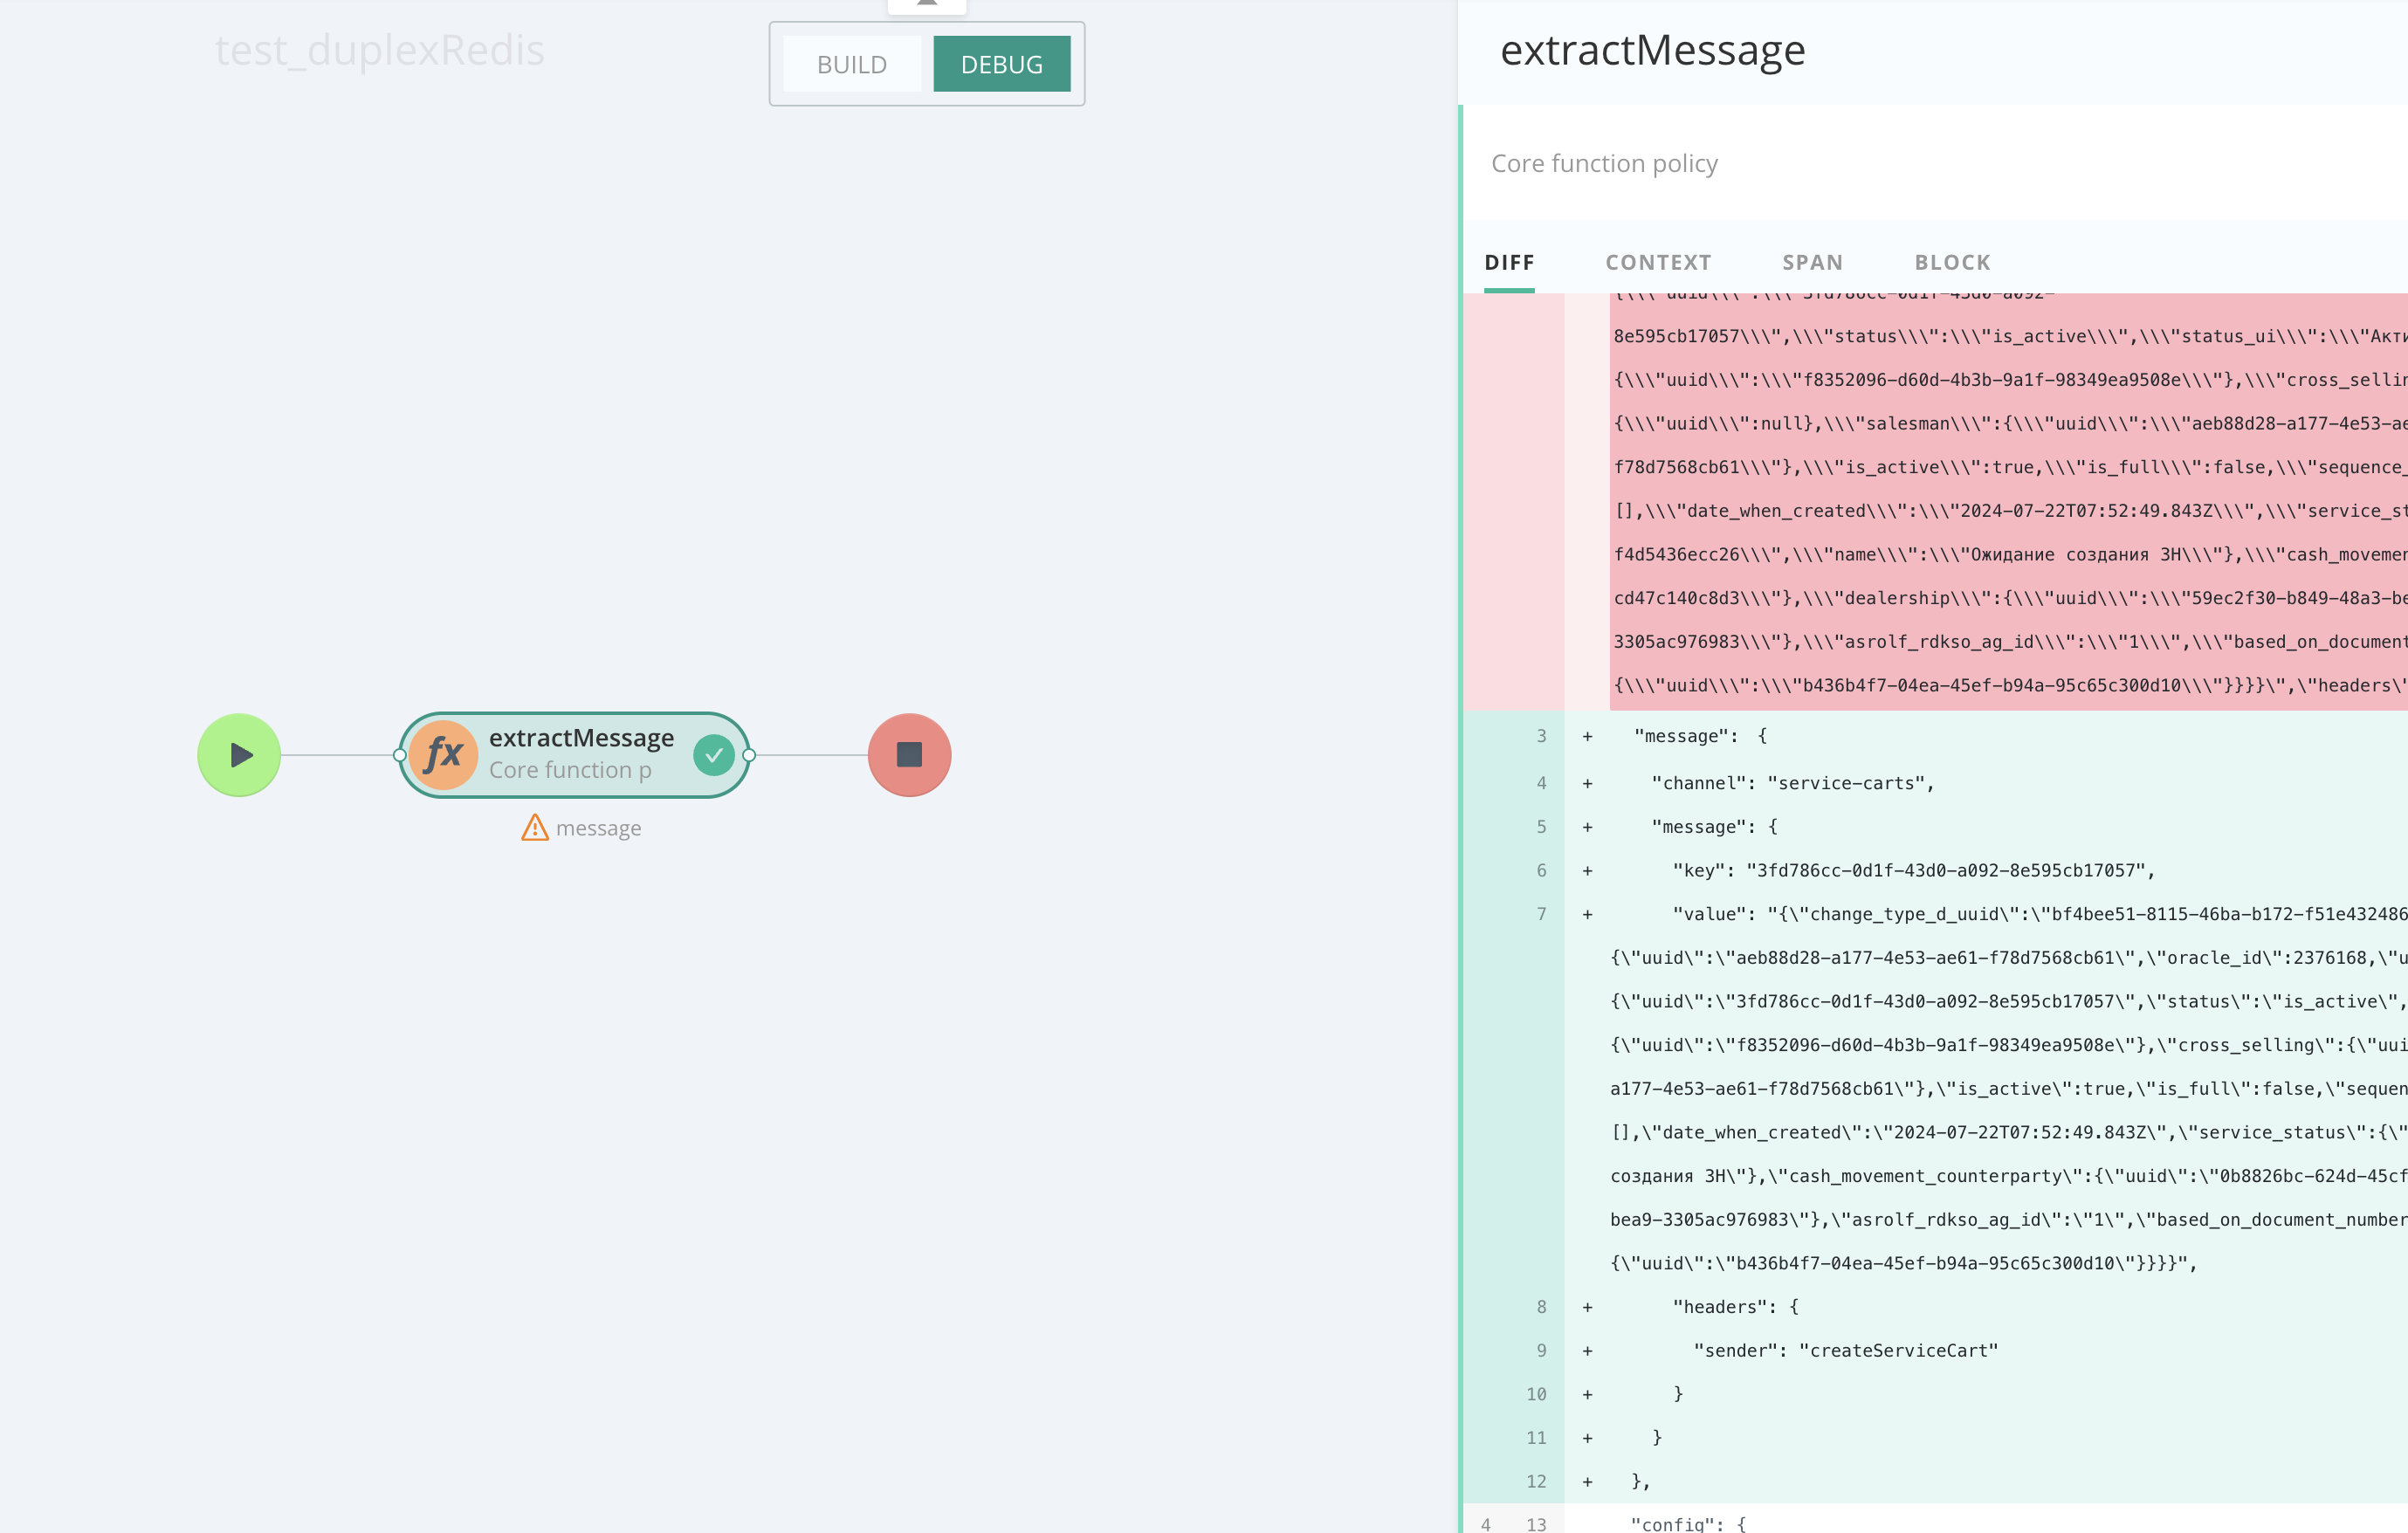 test_duplexRedis
BUILD
DEBUG
fx
extractMessage
Core function p
message
extractMessage
Core function policy
DIFF
CONTEXT
SPAN
BLOCK
{\\\"uuid\\\":\\\"3fd786cc-0d1f-43d0-a092-
8e595cb17057\\\",\\\"status\\\":\\\"is_active\\\",\\\"status_ui\\\":\\\"Акти
{\\\"uuid\\\":\\\"f8352096-d60d-4b3b-9a1f-98349ea9508e\\\"},\\\"cross_sellin
{\\\"uuid\\\":null},\\\"salesman\\\":{\\\"uuid\\\":\\\"aeb88d28-a177-4e53-ae
f78d7568cb61\\\"},\\\"is_active\\\":true,\\\"is_full\\\":false,\\\"sequence_
[],\\\"date_when_created\\\":\\\"2024-07-22T07:52:49.843Z\\\",\\\"service_st
f4d5436ecc26\\\",\\\"name\\\":\\\"Ожидание создания ЗН\\\"},\\\"cash_movemen
cd47c140c8d3\\\"},\\\"dealership\\\":{\\\"uuid\\\":\\\"59ec2f30-b849-48a3-be
3305ac976983\\\"},\\\"asrolf_rdkso_ag_id\\\":\\\"1\\\",\\\"based_on_document
{\\\"uuid\\\":\\\"b436b4f7-04ea-45ef-b94a-95c65c300d10\\\"}}}}\",\"headers\"
3 + "message": {
4 + "channel": "service-carts",
5 + "message": {
6 + "key": "3fd786cc-0d1f-43d0-a092-8e595cb17057",
7 + "value": "{\"change_type_d_uuid\":\"bf4bee51-8115-46ba-b172-f51e432486
{\"uuid\":\"aeb88d28-a177-4e53-ae61-f78d7568cb61\",\"oracle_id\":2376168,\"u
{\"uuid\":\"3fd786cc-0d1f-43d0-a092-8e595cb17057\",\"status\":\"is_active\",
{\"uuid\":\"f8352096-d60d-4b3b-9a1f-98349ea9508e\"},\"cross_selling\":{\"uui
a177-4e53-ae61-f78d7568cb61\"},\"is_active\":true,\"is_full\":false,\"sequen
[],\"date_when_created\":\"2024-07-22T07:52:49.843Z\",\"service_status\":{\"
создания ЗН\"},\"cash_movement_counterparty\":{\"uuid\":\"0b8826bc-624d-45cf
bea9-3305ac976983\"},\"asrolf_rdkso_ag_id\":\"1\",\"based_on_document_number
{\"uuid\":\"b436b4f7-04ea-45ef-b94a-95c65c300d10\"}}}}",
8 + "headers": {
9 + "sender": "createServiceCart"
10 + }
11 + }
12 + },
4 13 "config": {